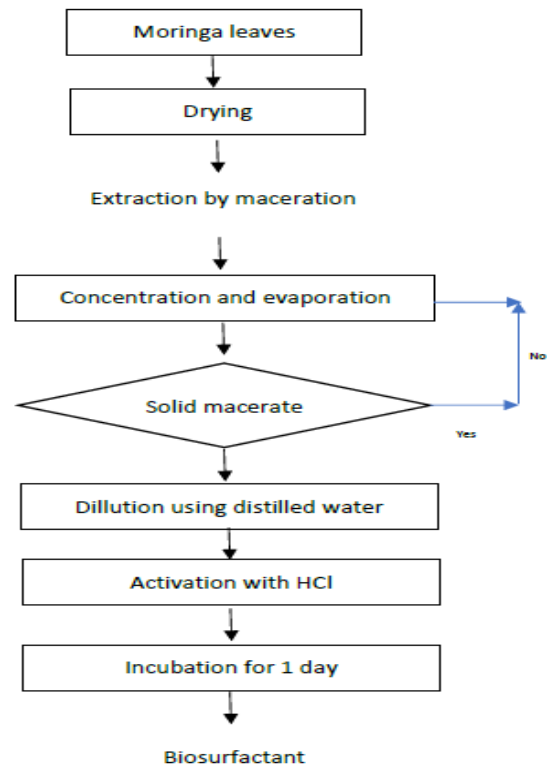 Moringa leaves
Drying
Extraction by maceration
Concentration and evaporation
No
Solid macerate
Yes
Dillution using distilled water
Activation with HCl
Incubation for 1 day
Biosurfactant